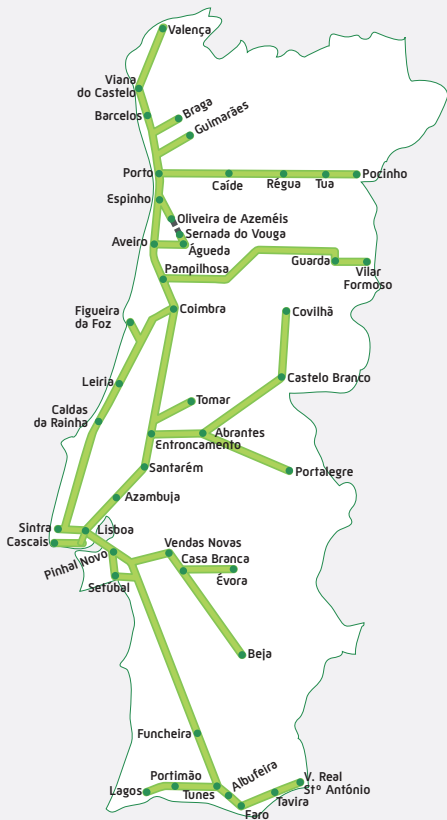 Valença
Viana
do Castelo
Barcelos
Braga
Guimarães
Porto
Caíde
Régua
Tua
Pocinho
Espinho
Oliveira de Azeméis
Sernada do Vouga
Aveiro
Águeda
Pampilhosa
Guarda
Vilar
Formoso
Figueira
da Foz
Coimbra
Covilhã
Leiria
Castelo Branco
Caldas
da Rainha
Tomar
Abrantes
Entroncamento
Santarém
Portalegre
Azambuja
Sintra
Lisboa
Cascais
Pinhal Novo
Vendas Novas
Casa Branca
Évora
Setúbal
Beja
Funcheira
Portimão
Albufeira
V. Real
Stº António
Lagos
Tunes
Tavira
Faro